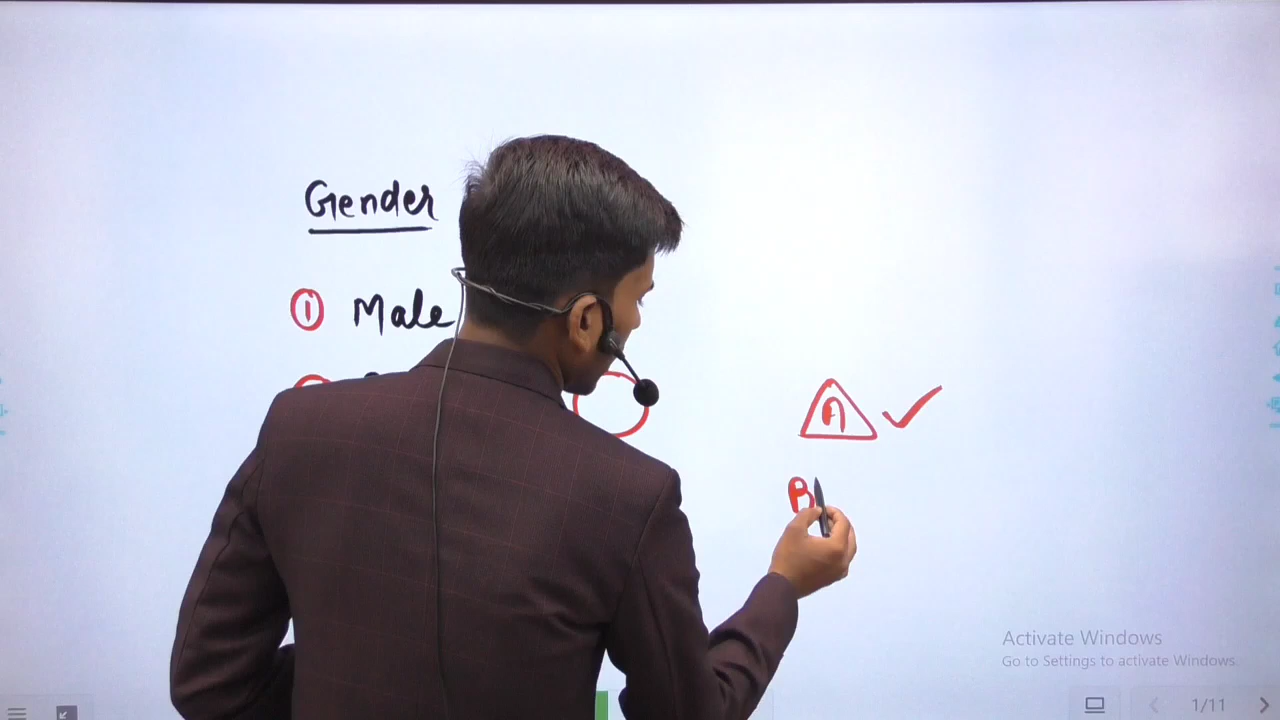 Gender
① Male
B
Activate Windows
Go to Settings to activate Windows.
1/11